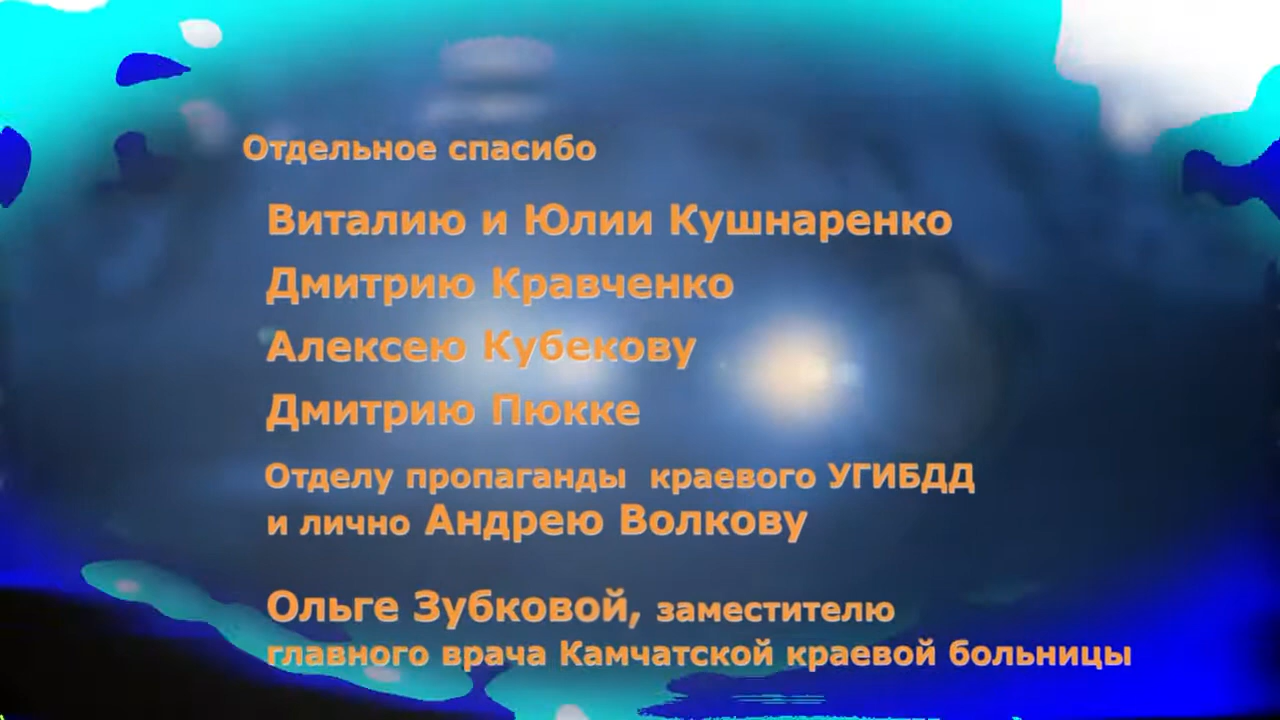 Отдельное спасибо
Виталию и Юлии Кушнаренко
Дмитрию Кравченко
Алексею Кубекову
Дмитрию Пюкке
Отделу пропаганды краевого УГИБДД
и лично Андрею Волкову
Ольге Зубковой, заместителю
главного врача Камчатской краевой больницы